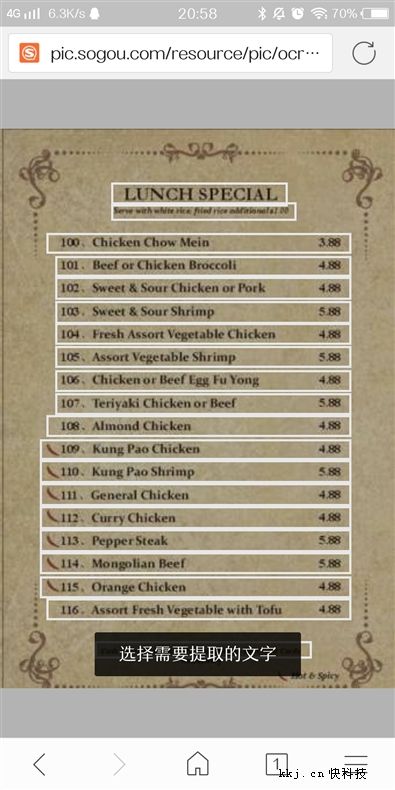 4G 6.3K/s 20:58 70%
pic.sogou.com/resource/pic/ocr···
LUNCH SPECIAL
Serve with white rice, fried rice additional $1.00
100、Chicken Chow Mein 3.88
101、Beef or Chicken Broccoli 4.88
102、Sweet & Sour Chicken or Pork 4.88
103、Sweet & Sour Shrimp 5.88
104、Fresh Assort Vegetable Chicken 4.88
105、Assort Vegetable Shrimp 5.88
106、Chicken or Beef Egg Fu Yong 4.88
107、Teriyaki Chicken or Beef 5.88
108、Almond Chicken 4.88
109、Kung Pao Chicken 4.88
110、Kung Pao Shrimp 5.88
111、General Chicken 4.88
112、Curry Chicken 4.88
113、Pepper Steak 5.88
114、Mongolian Beef 5.88
115、Orange Chicken 4.88
116、Assort Fresh Vegetable with Tofu 4.88
选择需要提取的文字
Hot & Spicy
1
kkj.cn 快科技